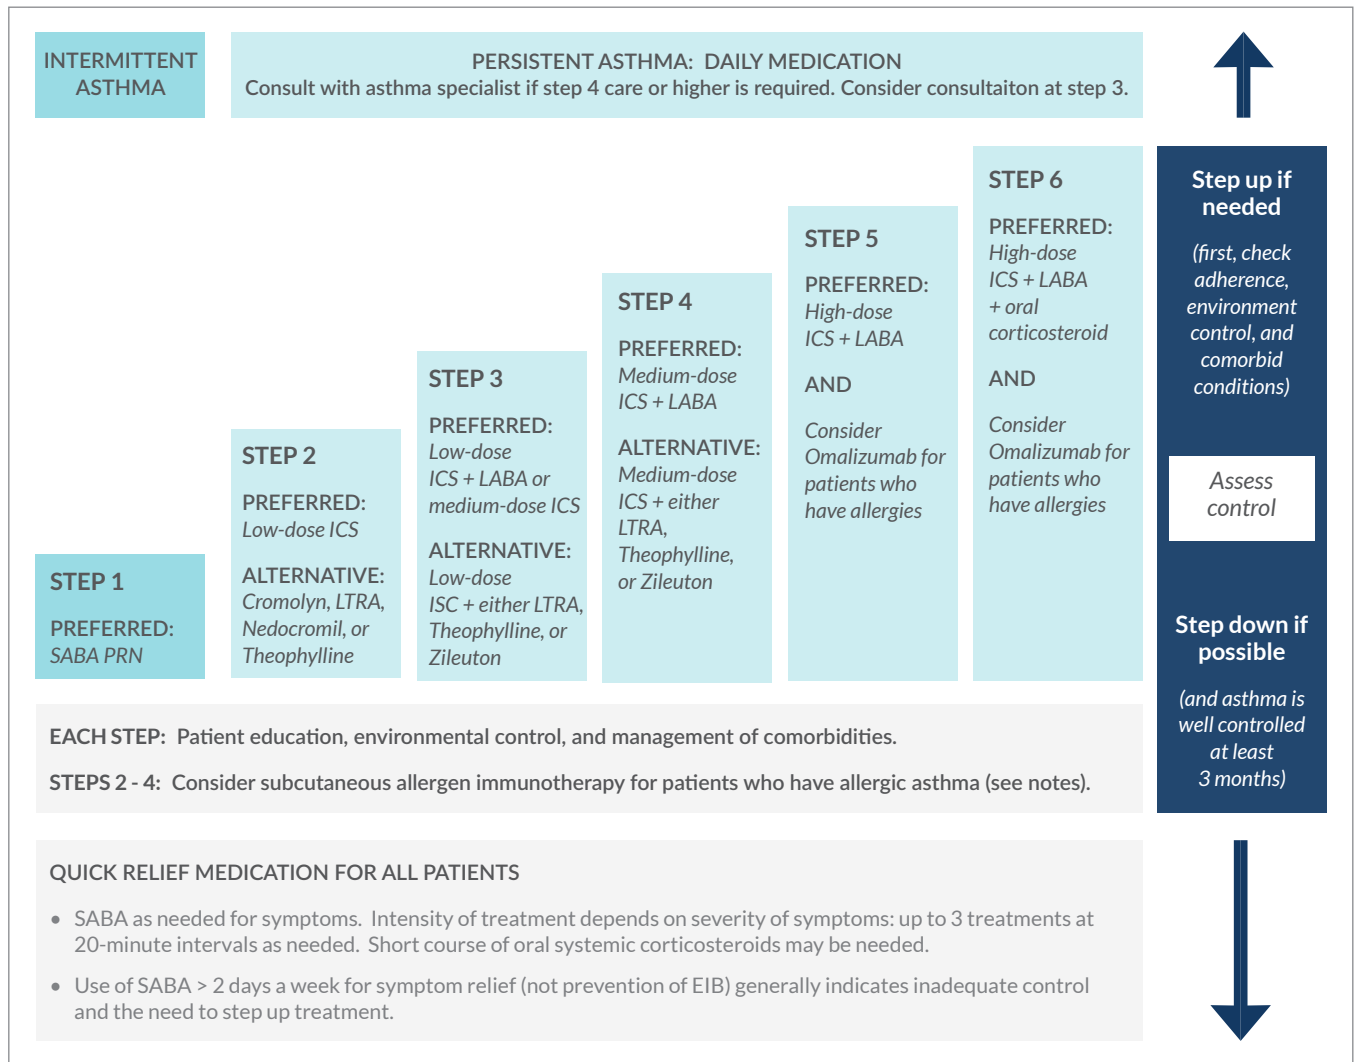 INTERMITTENT
ASTHMA
PERSISTENT ASTHMA: DAILY MEDICATION
Consult with asthma specialist if step 4 care or higher is required. Consider consultaiton at step 3.
STEP 1
PREFERRED:
SABA PRN
STEP 2
PREFERRED:
Low-dose ICS
ALTERNATIVE:
Cromolyn, LTRA,
Nedocromil, or
Theophylline
STEP 3
PREFERRED:
Low-dose
ICS + LABA or
medium-dose ICS
ALTERNATIVE:
Low-dose
ISC + either LTRA,
Theophylline, or
Zileuton
STEP 4
PREFERRED:
Medium-dose
ICS + LABA
ALTERNATIVE:
Medium-dose
ICS + either
LTRA,
Theophylline,
or Zileuton
STEP 5
PREFERRED:
High-dose
ICS + LABA
AND
Consider
Omalizumab for
patients who
have allergies
STEP 6
PREFERRED:
High-dose
ICS + LABA
+ oral
corticosteroid
AND
Consider
Omalizumab for
patients who
have allergies
Step up if
needed
(first, check
adherence,
environment
control, and
comorbid
conditions)
Assess
control
Step down if
possible
(and asthma is
well controlled
at least
3 months)
EACH STEP: Patient education, environmental control, and management of comorbidities.
STEPS 2 - 4: Consider subcutaneous allergen immunotherapy for patients who have allergic asthma (see notes).
QUICK RELIEF MEDICATION FOR ALL PATIENTS
• SABA as needed for symptoms. Intensity of treatment depends on severity of symptoms: up to 3 treatments at
20-minute intervals as needed. Short course of oral systemic corticosteroids may be needed.
• Use of SABA > 2 days a week for symptom relief (not prevention of EIB) generally indicates inadequate control
and the need to step up treatment.